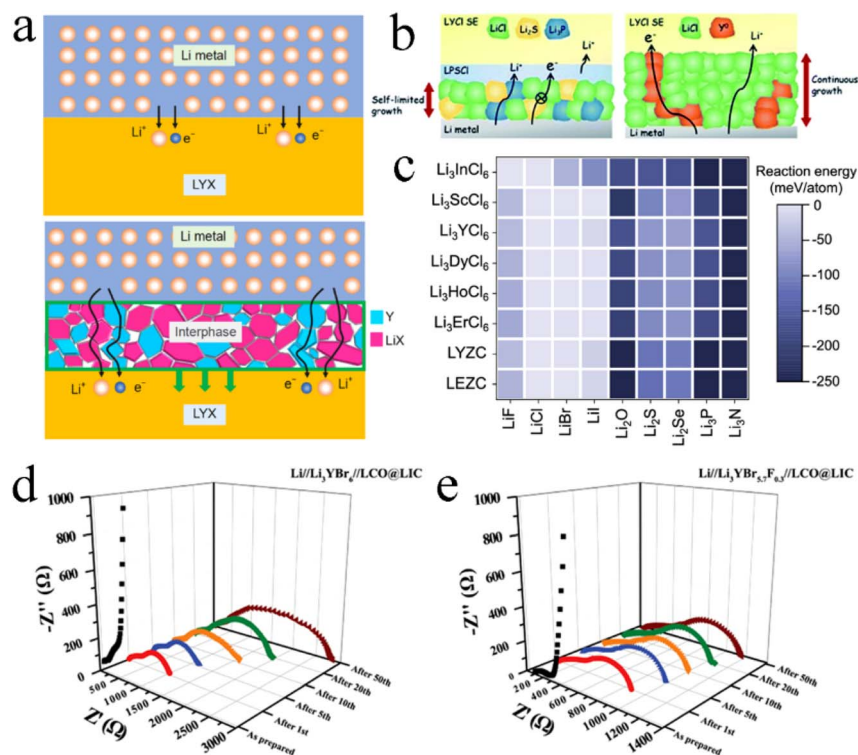 a
Li metal
Li⁺ e⁻ Li⁺ e⁻
LYX
Li metal
Interphase
Y
LiX
Li⁺ e⁻ e⁻ Li⁺
LYX
b
LYCl SE LiCl Li₂S Li₃P
Li⁺
LPSCl Li⁺ e⁻
Self-limited
growth
Li metal
LYCl SE LiCl Y⁰
e⁻ Li⁺
Continuous
growth
Li metal
c
Li₃InCl₆
Li₃ScCl₆
Li₃YCl₆
Li₃DyCl₆
Li₃HoCl₆
Li₃ErCl₆
LYZC
LEZC
LiF LiCl LiBr LiI Li₂O Li₂S Li₂Se Li₃P Li₃N
Reaction energy
(meV/atom)
0
-50
-100
-150
-200
-250
d
Li//Li₃YBr₆//LCO@LIC
1000
800
600
400
200
0
-Z'' (Ω)
500
1000
1500
2000
2500
3000
Z' (Ω)
As prepared
After 1st
After 5th
After 10th
After 20th
After 50th
e
Li//Li₃YBr₅.₇F₀.₃//LCO@LIC
1000
800
600
400
200
0
-Z'' (Ω)
200
400
600
800
1000
1200
1400
Z' (Ω)
As prepared
After 1st
After 5th
After 10th
After 20th
After 50th